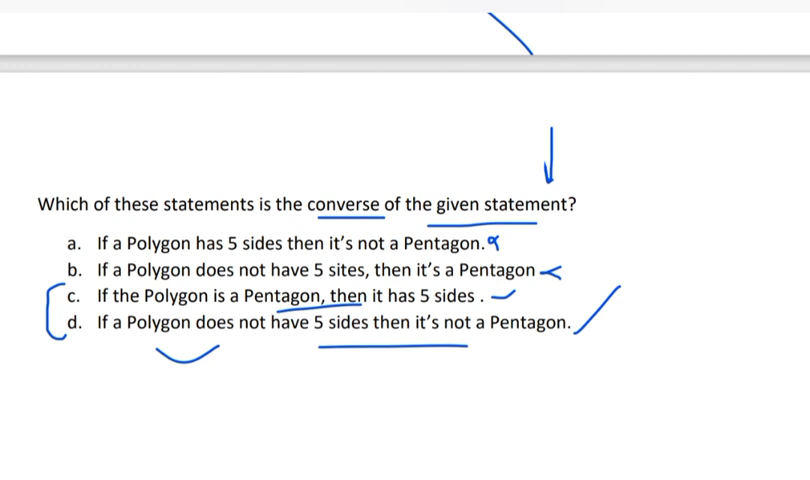 Which of these statements is the converse of the given statement?
a. If a Polygon has 5 sides then it's not a Pentagon.
b. If a Polygon does not have 5 sites, then it's a Pentagon
c. If the Polygon is a Pentagon, then it has 5 sides .
d. If a Polygon does not have 5 sides then it's not a Pentagon.